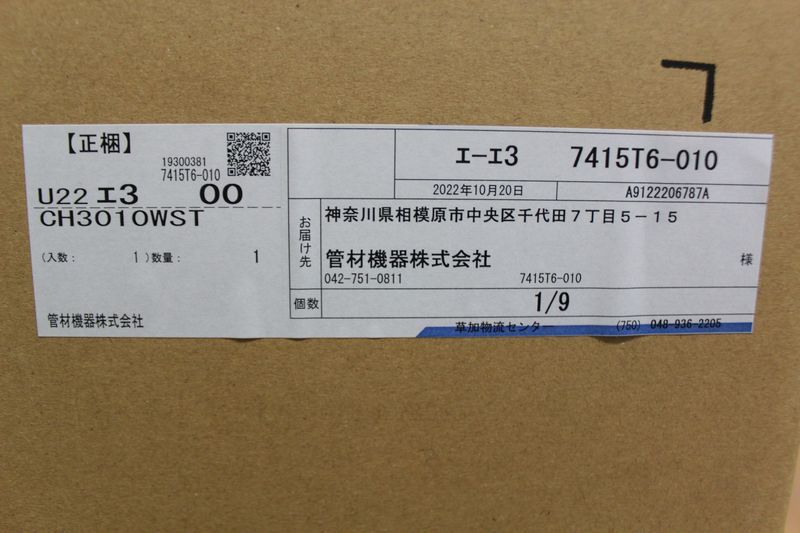 【正梱】
19300381
7415T6-010
U22 エ3 00
CH3010WST
(入数: 1)数量: 1
管材機器株式会社
エーエ3 7415T6-010
2022年10月20日 A9122206787A
お届け先
神奈川県相模原市中央区千代田7丁目5−15
管材機器株式会社 様
042-751-0811 7415T6-010
個数 1/9
草加物流センター (750) 048-936-2205